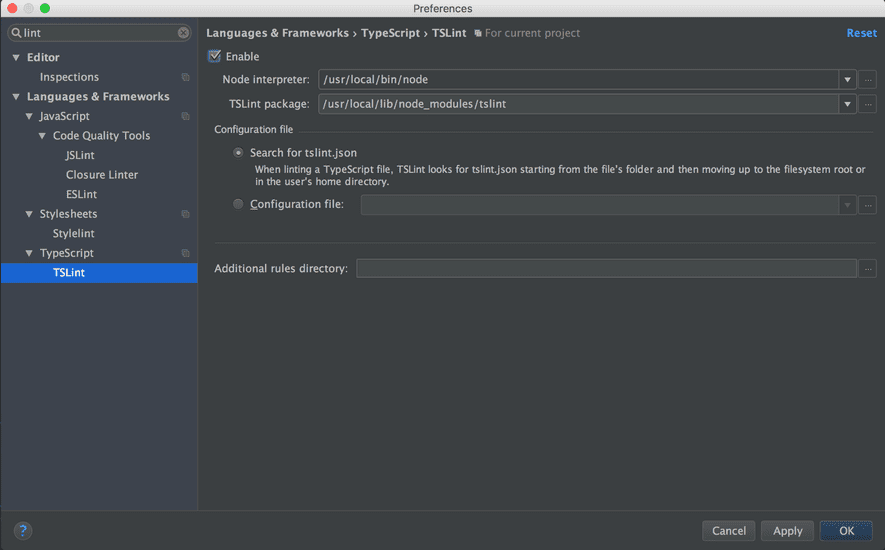 Preferences
lint
Languages & Frameworks › TypeScript › TSLint For current project Reset
Editor
Inspections
Languages & Frameworks
JavaScript
Code Quality Tools
JSLint
Closure Linter
ESLint
Stylesheets
Stylelint
TypeScript
TSLint
Enable
Node interpreter: /usr/local/bin/node ...
TSLint package: /usr/local/lib/node_modules/tslint ...
Configuration file
Search for tslint.json
When linting a TypeScript file, TSLint looks for tslint.json starting from the file's folder and then moving up to the filesystem root or
in the user's home directory.
Configuration file: ...
Additional rules directory: ...
? Cancel Apply OK